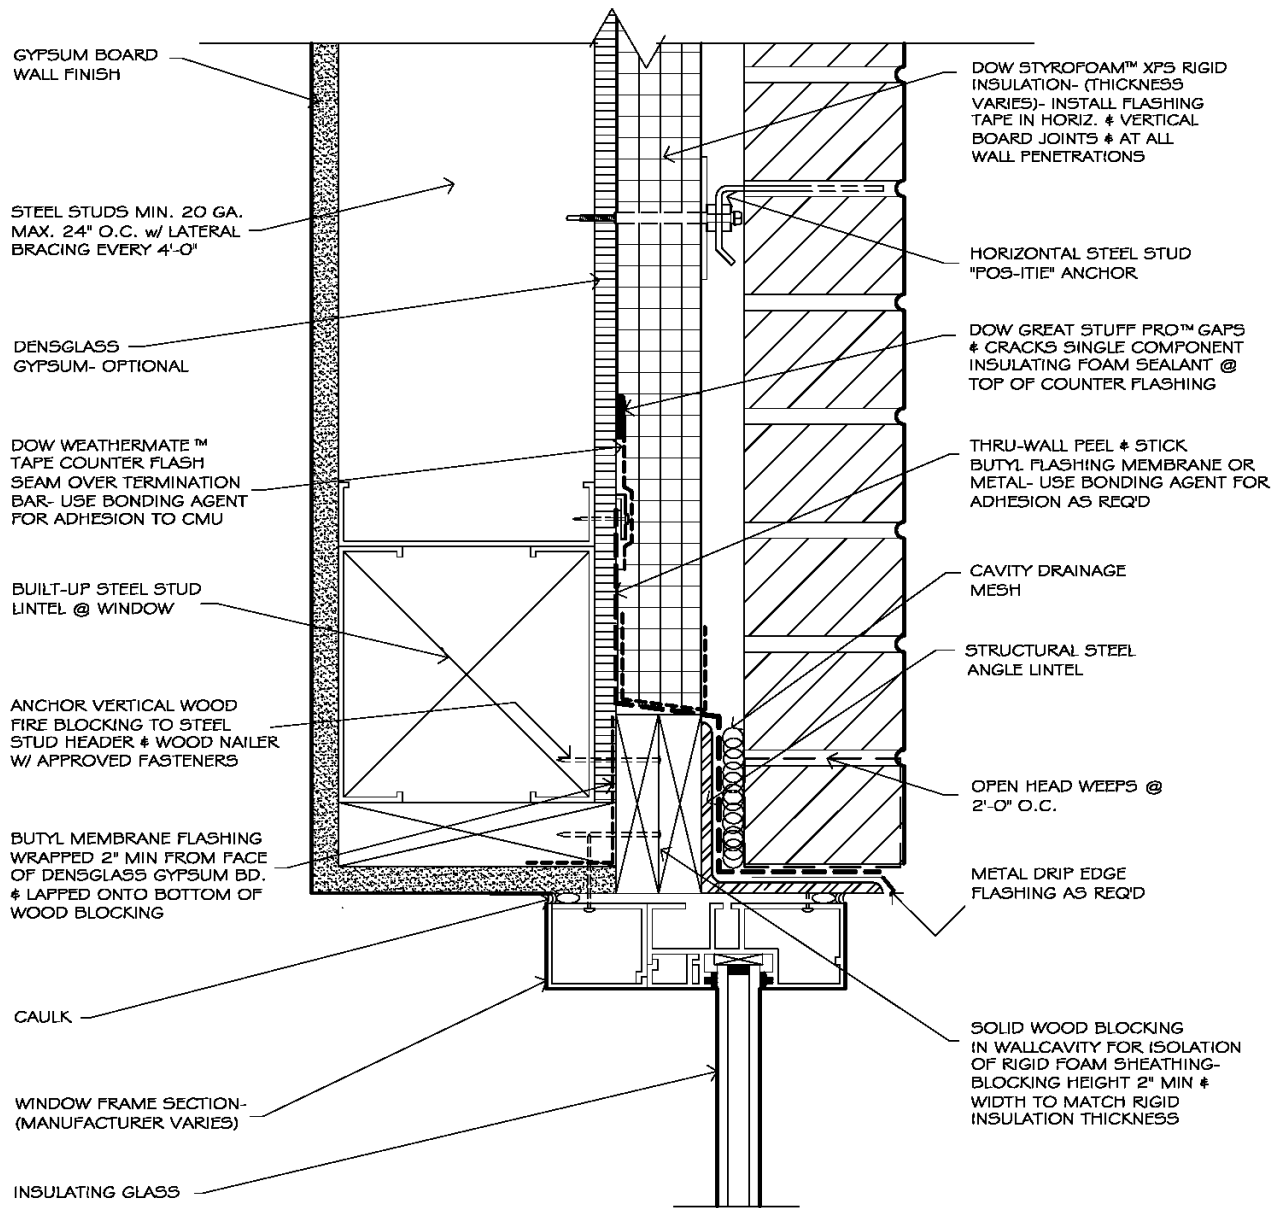 GYPSUM BOARD
WALL FINISH
STEEL STUDS MIN. 20 GA.
MAX. 24" O.C. w/ LATERAL
BRACING EVERY 4'-0"
DENSGLASS
GYPSUM- OPTIONAL
DOW WEATHERMATE™
TAPE COUNTER FLASH
SEAM OVER TERMINATION
BAR- USE BONDING AGENT
FOR ADHESION TO CMU
BUILT-UP STEEL STUD
LINTEL @ WINDOW
ANCHOR VERTICAL WOOD
FIRE BLOCKING TO STEEL
STUD HEADER & WOOD NAILER
W/ APPROVED FASTENERS
BUTYL MEMBRANE FLASHING
WRAPPED 2" MIN FROM FACE
OF DENSGLASS GYPSUM BD.
& LAPPED ONTO BOTTOM OF
WOOD BLOCKING
CAULK
WINDOW FRAME SECTION-
(MANUFACTURER VARIES)
INSULATING GLASS
DOW STYROFOAM™ XPS RIGID
INSULATION- (THICKNESS
VARIES)- INSTALL FLASHING
TAPE IN HORIZ. & VERTICAL
BOARD JOINTS & AT ALL
WALL PENETRATIONS
HORIZONTAL STEEL STUD
"POS-ITIE" ANCHOR
DOW GREAT STUFF PRO™ GAPS
& CRACKS SINGLE COMPONENT
INSULATING FOAM SEALANT @
TOP OF COUNTER FLASHING
THRU-WALL PEEL & STICK
BUTYL FLASHING MEMBRANE OR
METAL- USE BONDING AGENT FOR
ADHESION AS REQ'D
CAVITY DRAINAGE
MESH
STRUCTURAL STEEL
ANGLE LINTEL
OPEN HEAD WEEPS @
2'-0" O.C.
METAL DRIP EDGE
FLASHING AS REQ'D
SOLID WOOD BLOCKING
IN WALLCAVITY FOR ISOLATION
OF RIGID FOAM SHEATHING-
BLOCKING HEIGHT 2" MIN &
WIDTH TO MATCH RIGID
INSULATION THICKNESS